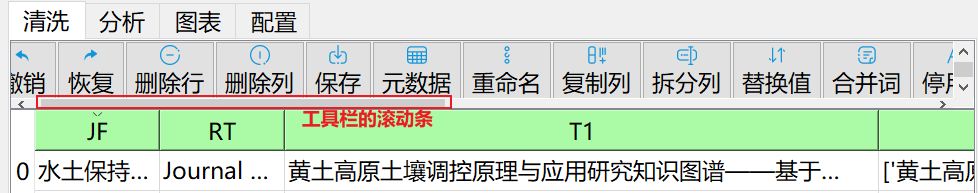 清洗 分析 图表 配置
撤销 恢复 删除行 删除列 保存 元数据 重命名 复制列 拆分列 替换值 合并词 停用
工具栏的滚动条
JF RT T1
0 水土保持... Journal ... 黄土高原土壤调控原理与应用研究知识图谱——基于... ['黄土高原